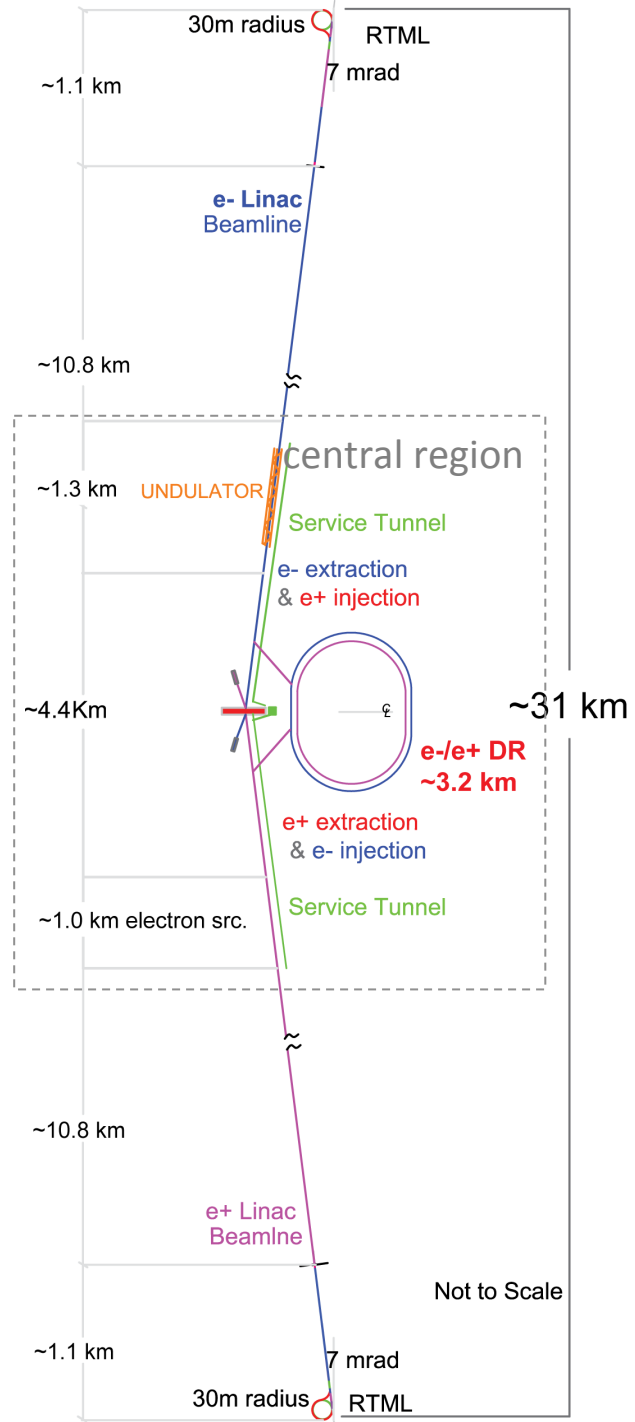 30m radius
RTML
7 mrad
~1.1 km
e- Linac
Beamline
~10.8 km
central region
~1.3 km
UNDULATOR
Service Tunnel
e- extraction
& e+ injection
~4.4Km
℄
~31 km
e-/e+ DR
~3.2 km
e+ extraction
& e- injection
Service Tunnel
~1.0 km electron src.
~10.8 km
e+ Linac
Beamlne
Not to Scale
~1.1 km
7 mrad
30m radius
RTML